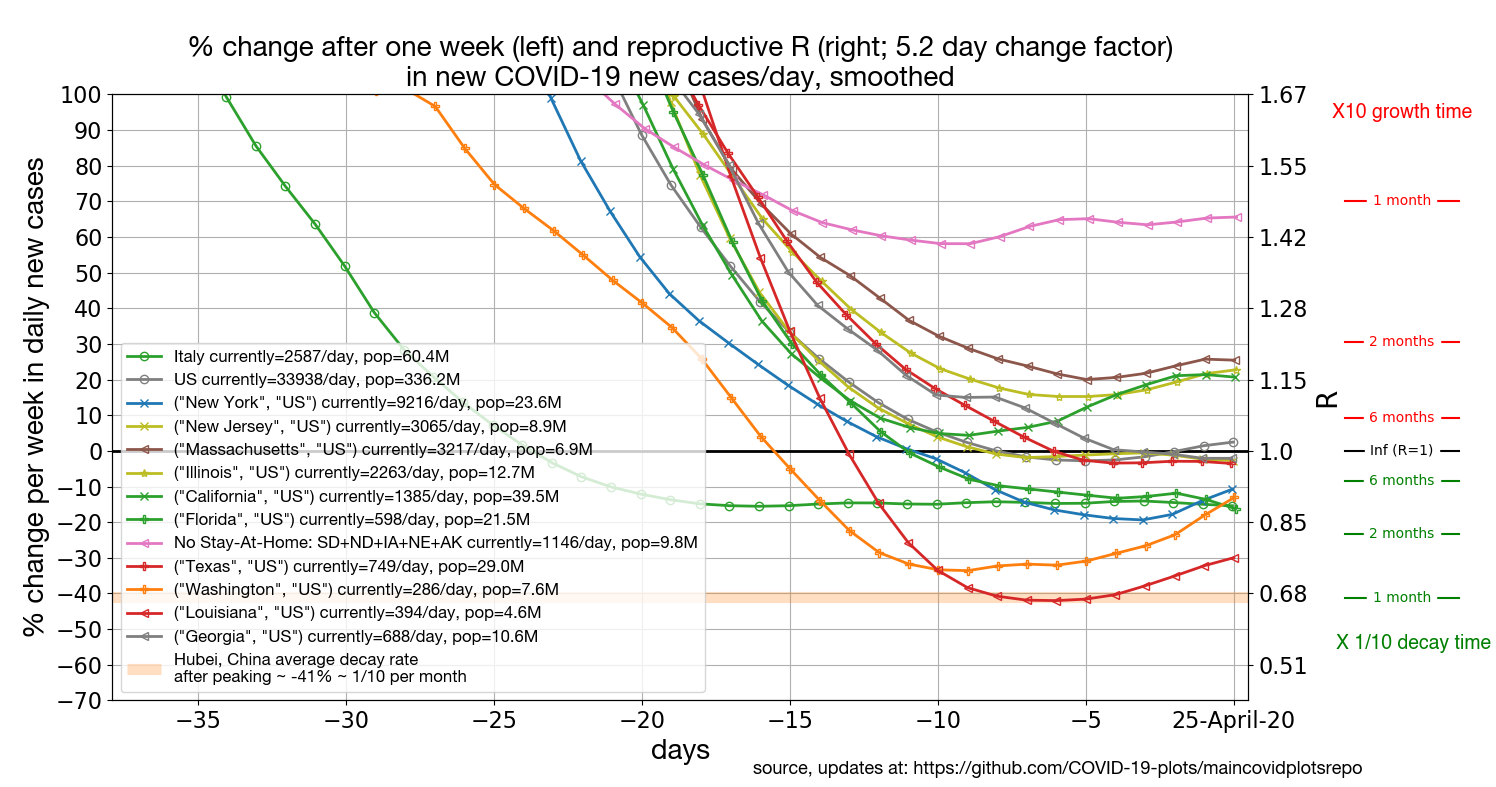 % change after one week (left) and reproductive R (right; 5.2 day change factor)
in new COVID-19 new cases/day, smoothed
% change per week in daily new cases
100
90
80
70
60
50
40
30
20
10
0
−10
−20
−30
−40
−50
−60
−70
Italy currently=2587/day, pop=60.4M
US currently=33938/day, pop=336.2M
("New York", "US") currently=9216/day, pop=23.6M
("New Jersey", "US") currently=3065/day, pop=8.9M
("Massachusetts", "US") currently=3217/day, pop=6.9M
("Illinois", "US") currently=2263/day, pop=12.7M
("California", "US") currently=1385/day, pop=39.5M
("Florida", "US") currently=598/day, pop=21.5M
No Stay-At-Home: SD+ND+IA+NE+AK currently=1146/day, pop=9.8M
("Texas", "US") currently=749/day, pop=29.0M
("Washington", "US") currently=286/day, pop=7.6M
("Louisiana", "US") currently=394/day, pop=4.6M
("Georgia", "US") currently=688/day, pop=10.6M
Hubei, China average decay rate
after peaking ~ -41% ~ 1/10 per month
−35
−30
−25
−20
−15
−10
−5
25-April-20
days
1.67
1.55
1.42
1.28
1.15
1.0
0.85
0.68
0.51
R
X10 growth time
1 month
2 months
6 months
Inf (R=1)
6 months
2 months
1 month
X 1/10 decay time
source, updates at: https://github.com/COVID-19-plots/maincovidplotsrepo